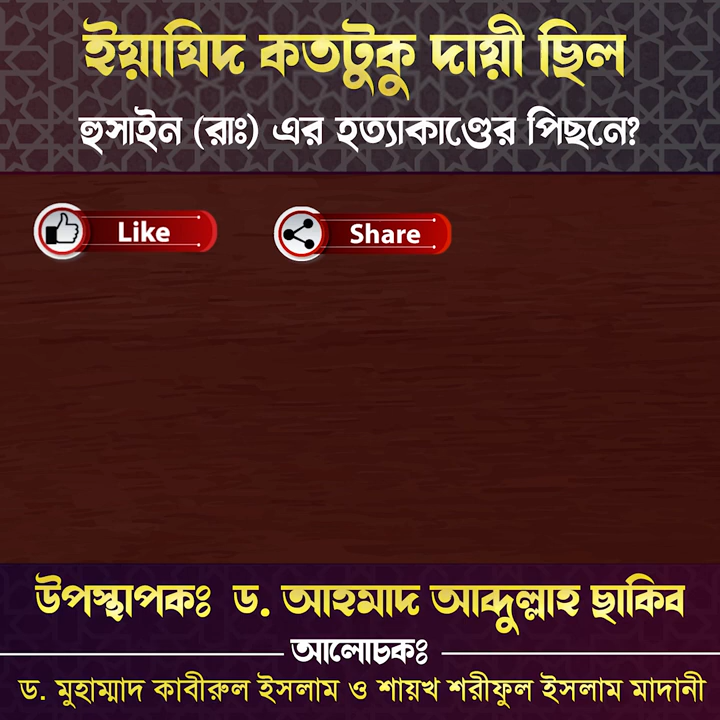 ইয়াযিদ কতটুকু দায়ী ছিল
হুসাইন (রাঃ) এর হত্যাকাণ্ডের পিছনে?
Like
Share
উপস্থাপকঃ ড. আহমাদ আব্দুল্লাহ ছাকিব
আলোচকঃ
ড. মুহাম্মাদ কাবীরুল ইসলাম ও শায়খ শরীফুল ইসলাম মাদানী